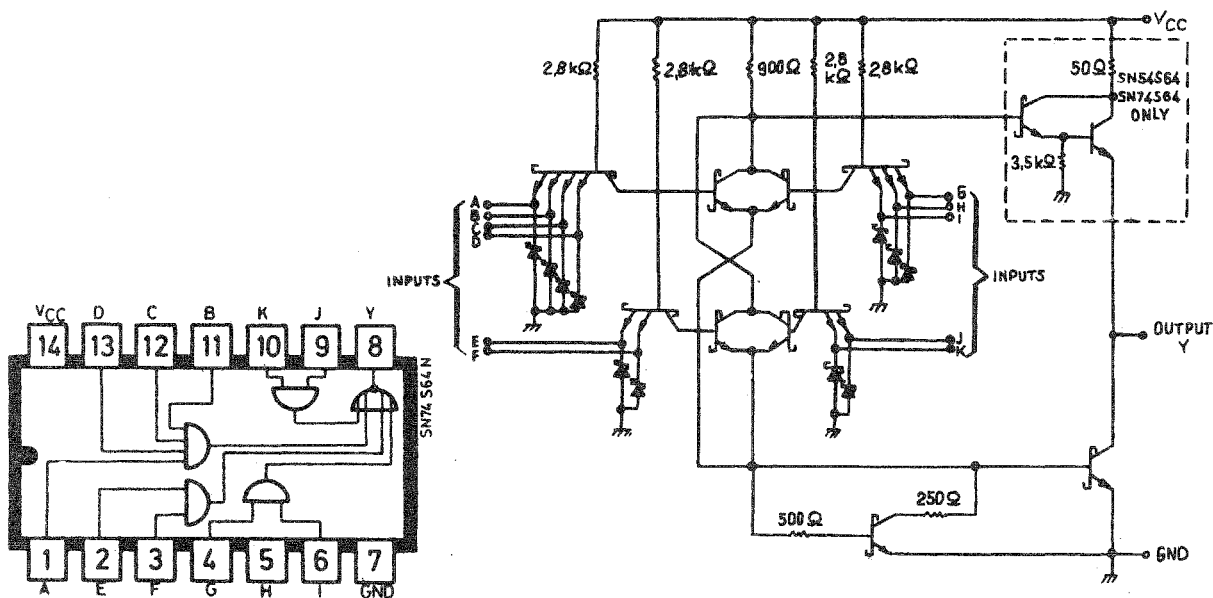 VCC D C B K J Y
14 13 12 11 10 9 8
SN74S64N
1 2 3 4 5 6 7
A E F G H I GND
VCC
2,8kΩ 2,8kΩ 900Ω 2,8 kΩ 2,8kΩ
50Ω
SN54S64
SN74S64
ONLY
3,5kΩ
A
B
C
D
G
H
I
INPUTS
INPUTS
E
F
J
K
OUTPUT
Y
500Ω
250Ω
GND